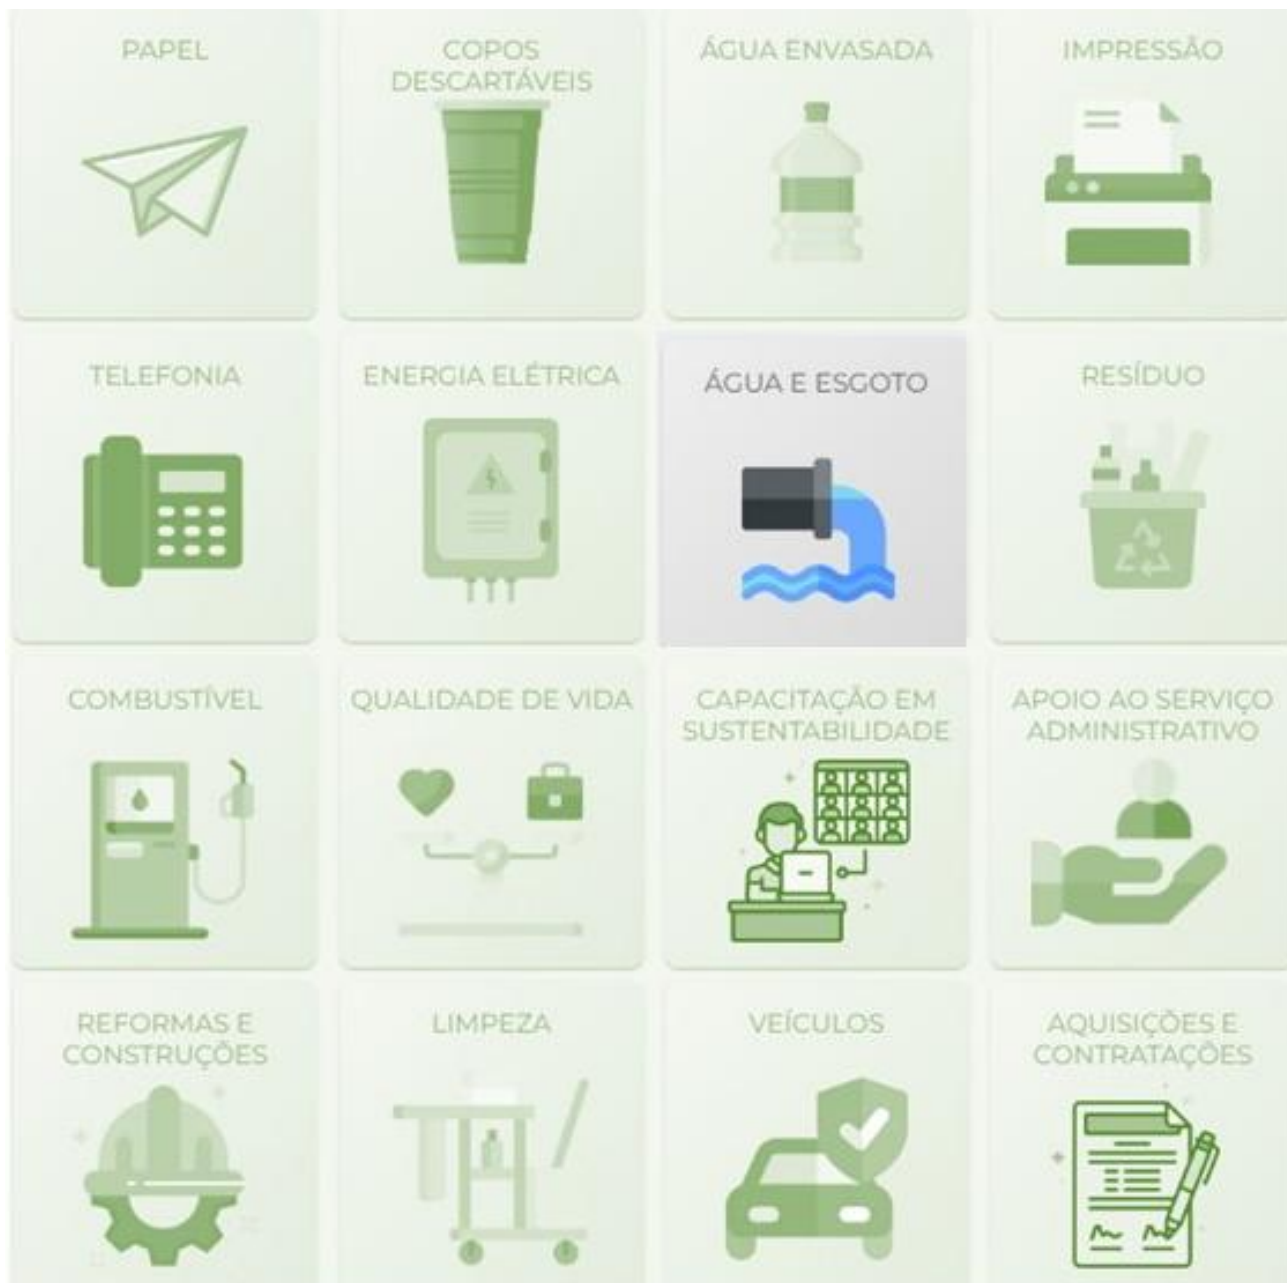 PAPEL
COPOS
DESCARTÁVEIS
ÁGUA ENVASADA
IMPRESSÃO
TELEFONIA
ENERGIA ELÉTRICA
ÁGUA E ESGOTO
RESÍDUO
COMBUSTÍVEL
QUALIDADE DE VIDA
CAPACITAÇÃO EM
SUSTENTABILIDADE
APOIO AO SERVIÇO
ADMINISTRATIVO
REFORMAS E
CONSTRUÇÕES
LIMPEZA
VEÍCULOS
AQUISIÇÕES E
CONTRATAÇÕES